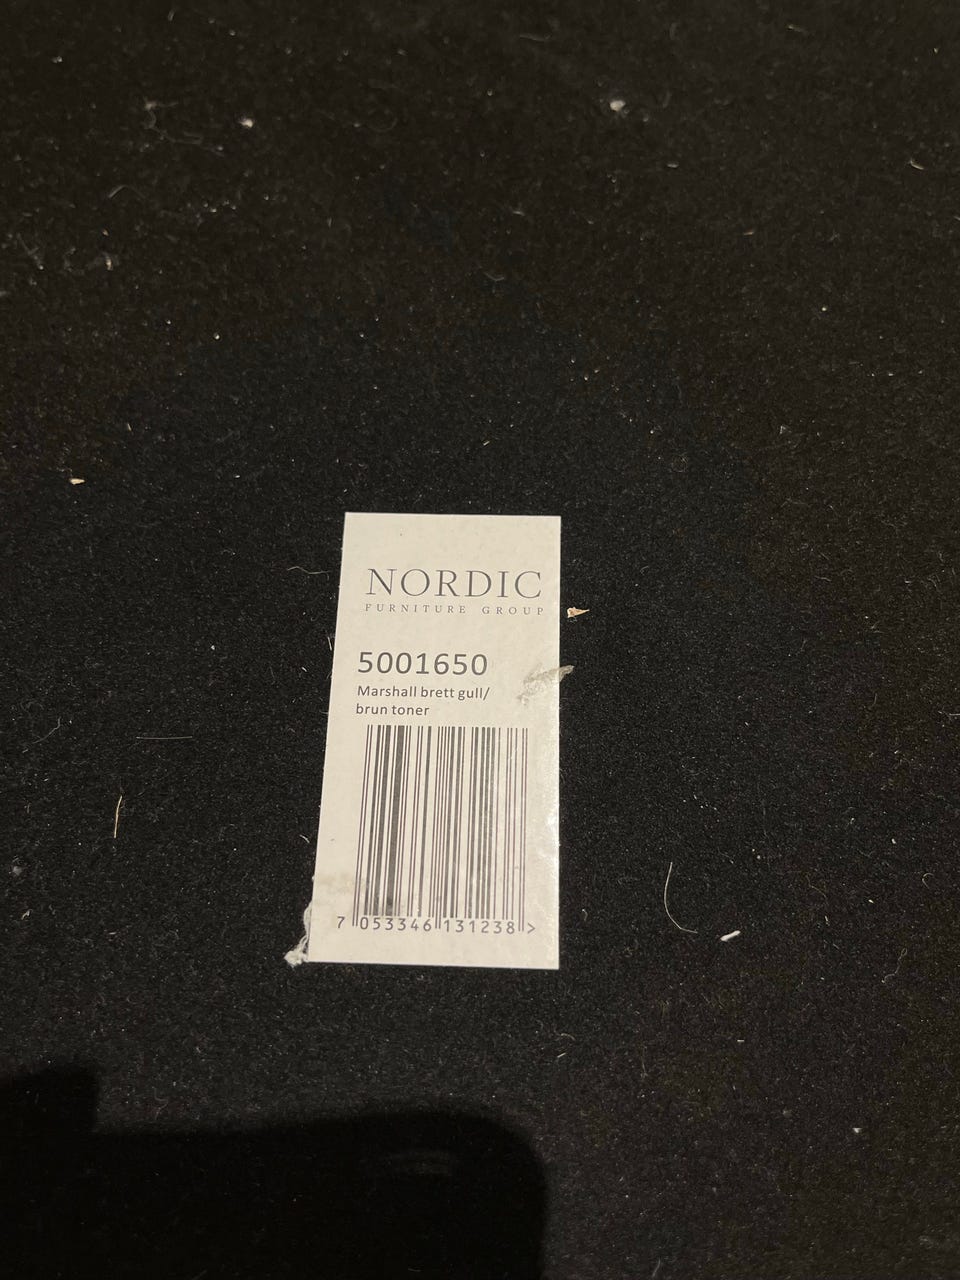 NORDIC
FURNITURE GROUP
5001650
Marshall brett gull/
brun toner
7 053346 131238 >